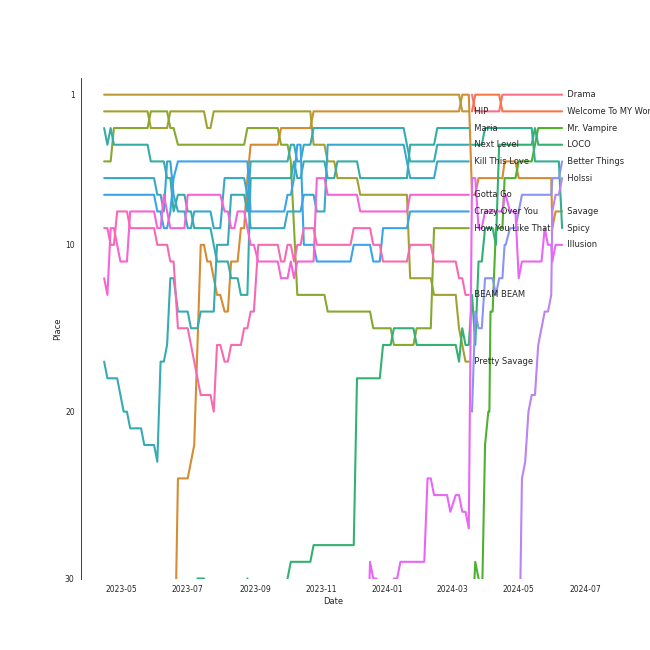 1
Drama
HIP
Welcome To MY Wor
Maria
Mr. Vampire
Next Level
LOCO
Kill This Love
Better Things
Holssi
Gotta Go
Crazy Over You
Savage
How You Like That
Spicy
10
Illusion
BEAM BEAM
Place
Pretty Savage
20
30
2023-05 2023-07 2023-09 2023-11 2024-01 2024-03 2024-05 2024-07
Date